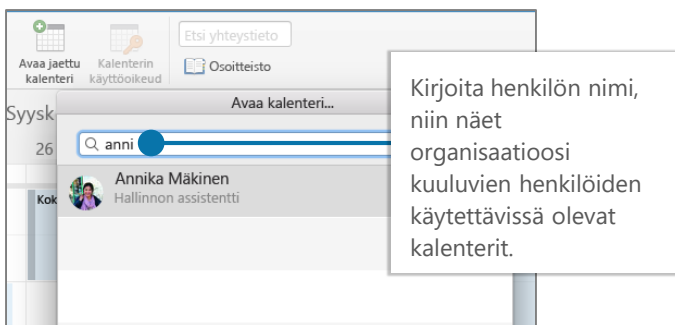 Etsi yhteystieto
Avaa jaettu
kalenteri
Kalenterin
käyttöoikeud
Osoitteisto
Syysk
Avaa kalenteri...
26
anni
Annika Mäkinen
Hallinnon assistentti
Kok
Kirjoita henkilön nimi,
niin näet
organisaatioosi
kuuluvien henkilöiden
käytettävissä olevat
kalenterit.